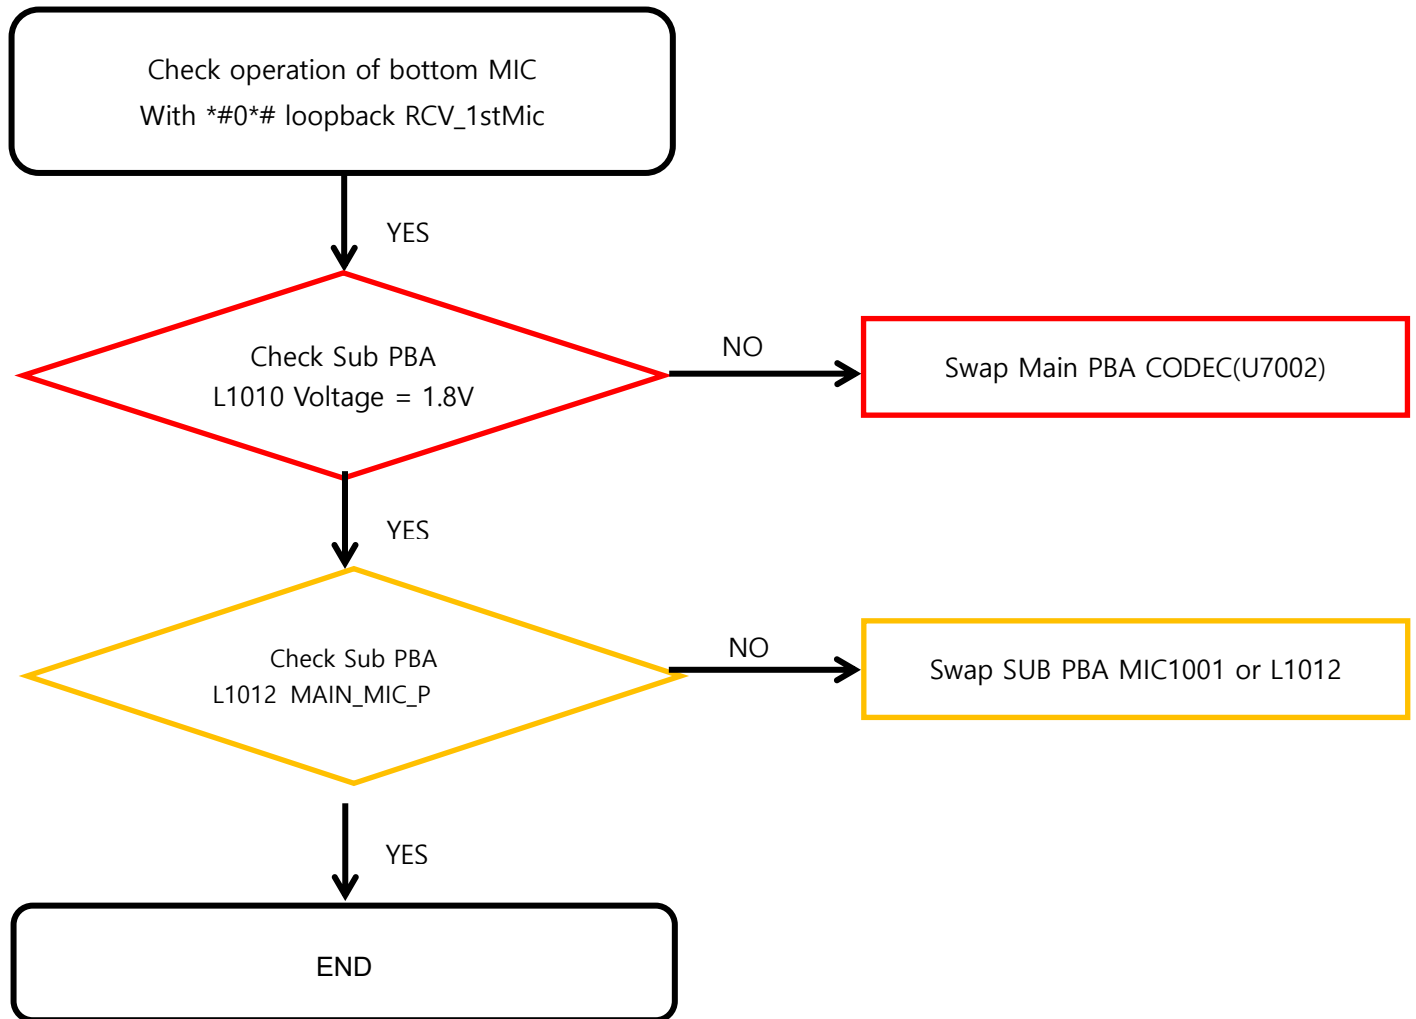 Check operation of bottom MIC
With *#0*# loopback RCV_1stMic
YES
Check Sub PBA
L1010 Voltage = 1.8V
NO
Swap Main PBA CODEC(U7002)
YES
Check Sub PBA
L1012 MAIN_MIC_P
NO
Swap SUB PBA MIC1001 or L1012
YES
END